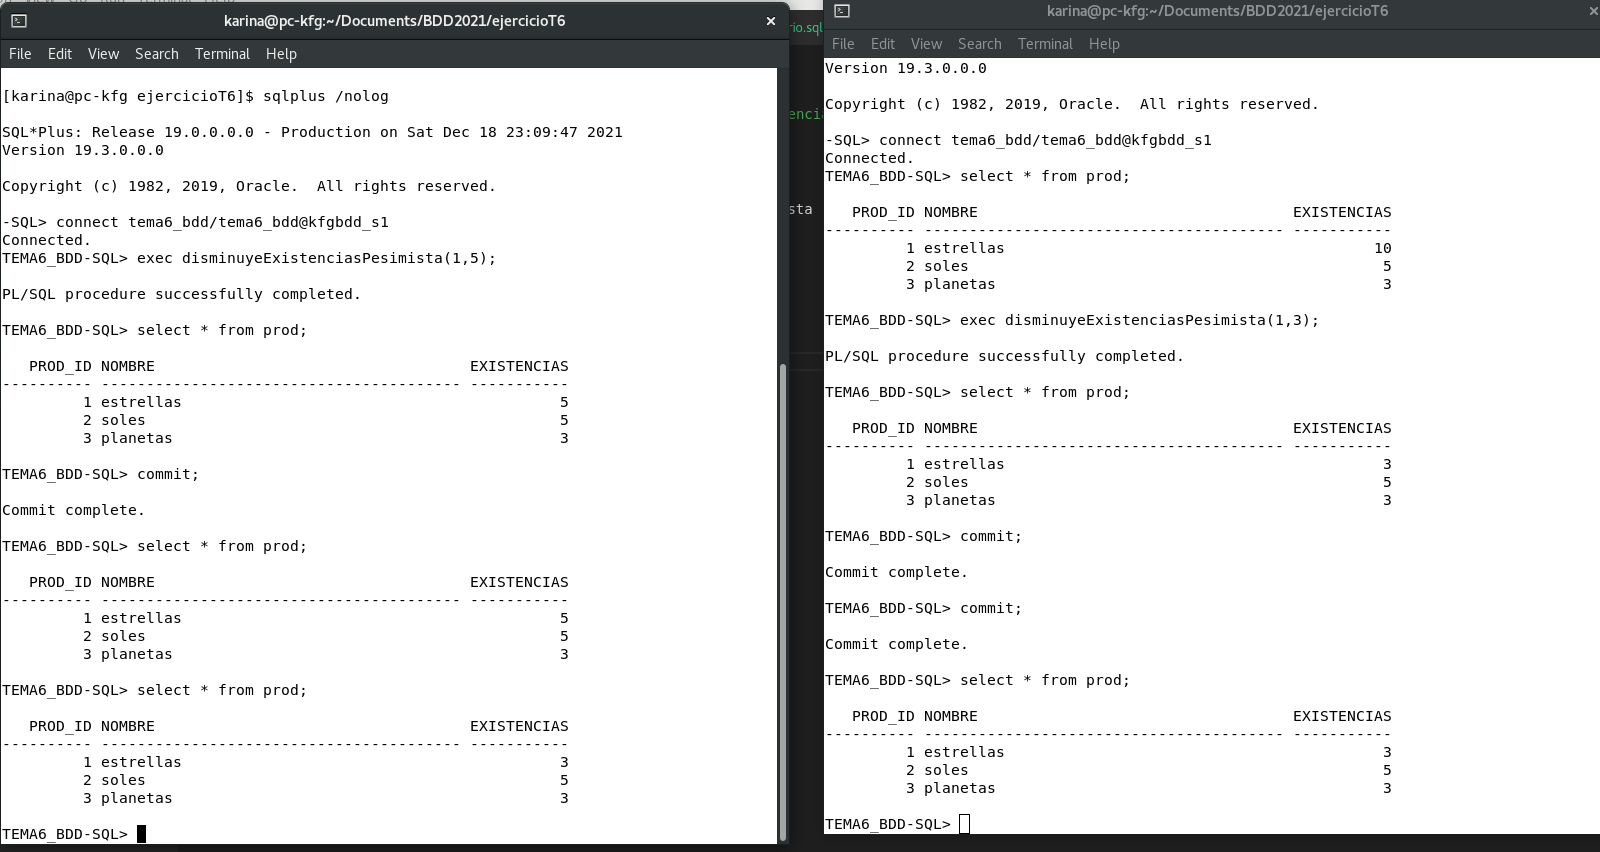 karina@pc-kfg:~/Documents/BDD2021/ejercicioT6
File Edit View Search Terminal Help
[karina@pc-kfg ejercicioT6]$ sqlplus /nolog
SQL*Plus: Release 19.0.0.0.0 - Production on Sat Dec 18 23:09:47 2021
Version 19.3.0.0.0
Copyright (c) 1982, 2019, Oracle.  All rights reserved.
-SQL> connect tema6_bdd/tema6_bdd@kfgbdd_s1
Connected.
TEMA6_BDD-SQL> exec disminuyeExistenciasPesimista(1,5);
PL/SQL procedure successfully completed.
TEMA6_BDD-SQL> select * from prod;
   PROD_ID NOMBRE                                   EXISTENCIAS
---------- ---------------------------------------- -----------
         1 estrellas                                          5
         2 soles                                              5
         3 planetas                                           3
TEMA6_BDD-SQL> commit;
Commit complete.
TEMA6_BDD-SQL> select * from prod;
   PROD_ID NOMBRE                                   EXISTENCIAS
---------- ---------------------------------------- -----------
         1 estrellas                                          5
         2 soles                                              5
         3 planetas                                           3
TEMA6_BDD-SQL> select * from prod;
   PROD_ID NOMBRE                                   EXISTENCIAS
---------- ---------------------------------------- -----------
         1 estrellas                                          3
         2 soles                                              5
         3 planetas                                           3
TEMA6_BDD-SQL>
rio.sql
encia
sta
karina@pc-kfg:~/Documents/BDD2021/ejercicioT6
File Edit View Search Terminal Help
Version 19.3.0.0.0
Copyright (c) 1982, 2019, Oracle.  All rights reserved.
-SQL> connect tema6_bdd/tema6_bdd@kfgbdd_s1
Connected.
TEMA6_BDD-SQL> select * from prod;
   PROD_ID NOMBRE                                   EXISTENCIAS
---------- ---------------------------------------- -----------
         1 estrellas                                         10
         2 soles                                              5
         3 planetas                                           3
TEMA6_BDD-SQL> exec disminuyeExistenciasPesimista(1,3);
PL/SQL procedure successfully completed.
TEMA6_BDD-SQL> select * from prod;
   PROD_ID NOMBRE                                   EXISTENCIAS
---------- ---------------------------------------- -----------
         1 estrellas                                          3
         2 soles                                              5
         3 planetas                                           3
TEMA6_BDD-SQL> commit;
Commit complete.
TEMA6_BDD-SQL> commit;
Commit complete.
TEMA6_BDD-SQL> select * from prod;
   PROD_ID NOMBRE                                   EXISTENCIAS
---------- ---------------------------------------- -----------
         1 estrellas                                          3
         2 soles                                              5
         3 planetas                                           3
TEMA6_BDD-SQL>